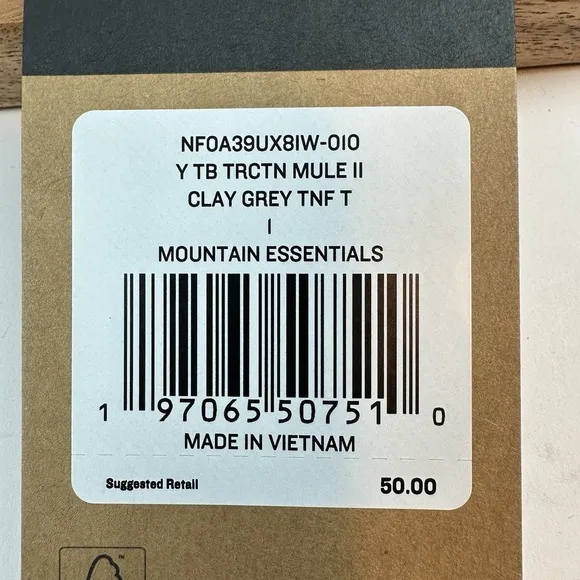 NF0A39UX8IW-010
Y TB TRCTN MULE II
CLAY GREY TNF T
I
MOUNTAIN ESSENTIALS
1 97065 50751 0
MADE IN VIETNAM
Suggested Retail 50.00
TM